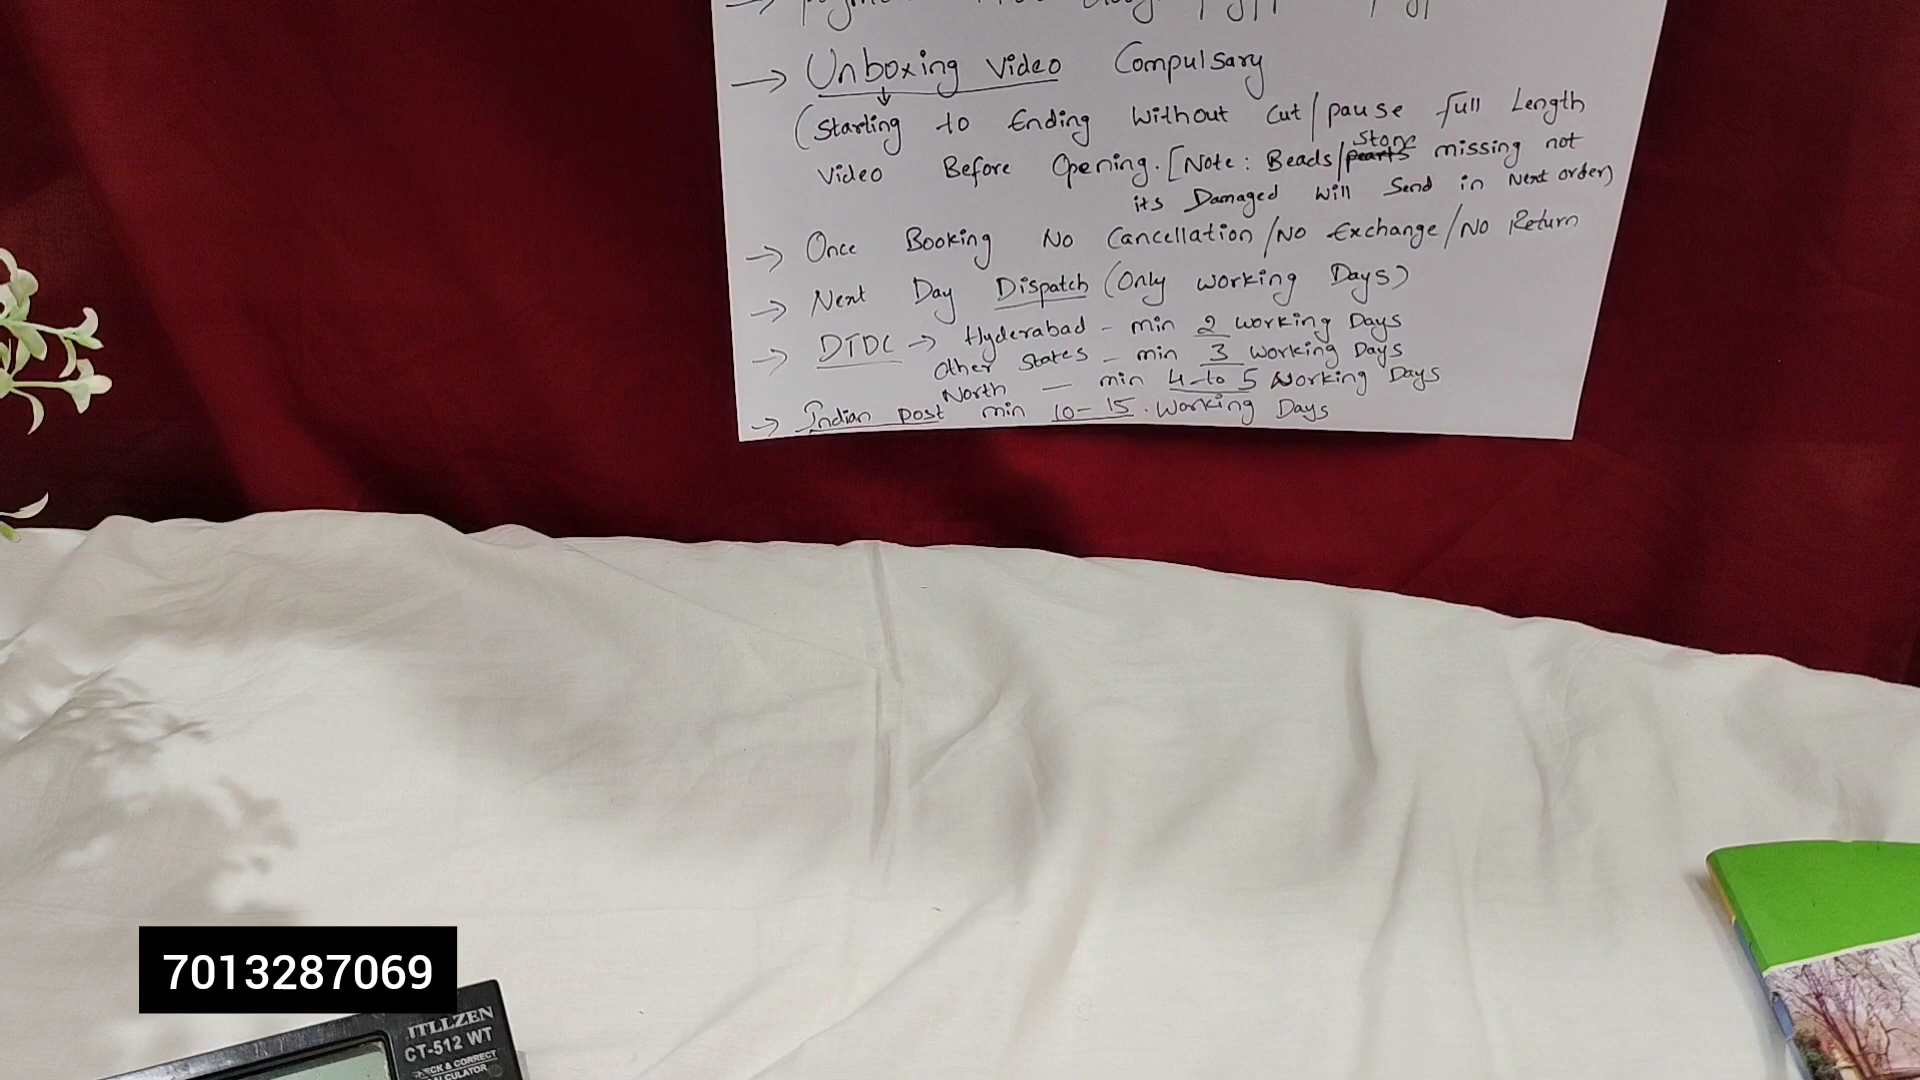 → Unboxing Video Compulsary
(Starting to Ending Without Cut/pause full Length
Video Before Opening. [Note: Beads/Stone missing not
its Damaged Will Send in Next order)
→ Once Booking No Cancellation/No Exchange/No Return
→ Next Day Dispatch (Only Working Days)
→ DTDC → Hyderabad - min 2 working Days
Other States - min 3 Working Days
North - min 4 to 5 Working Days
→ Indian post min 10-15. Working Days
7013287069
ITLLZEN
CT-512 WT
CHECK & CORRECT
CALCULATOR